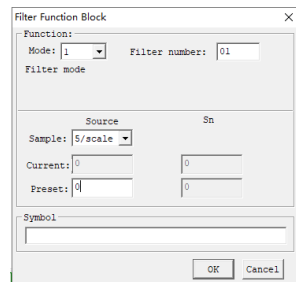 Filter Function Block
Function:
Mode: 1 Filter number: 01
Filter mode
Source Sn
Sample: 5/scale
Current: 0 0
Preset: 0 0
Symbol
OK Cancel